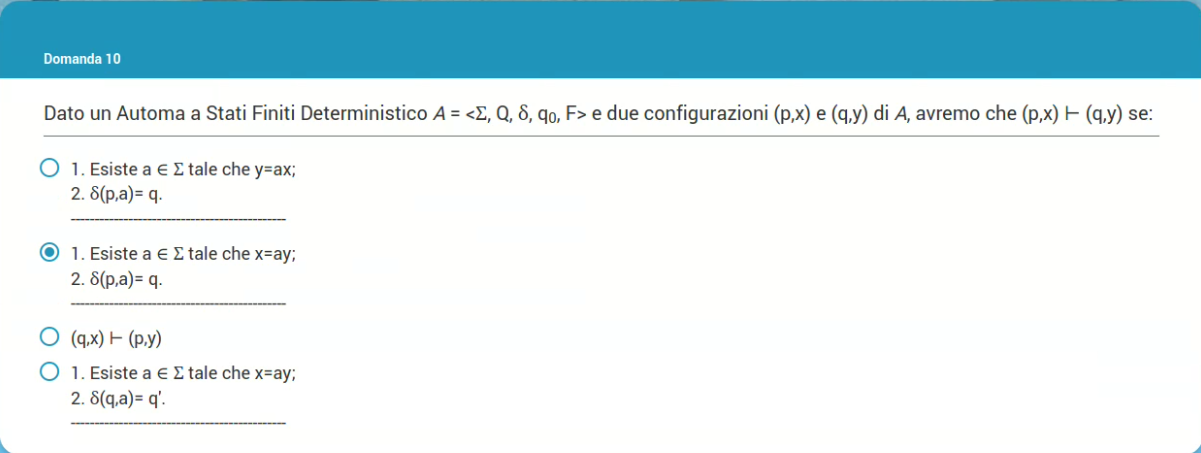 Domanda 10
Dato un Automa a Stati Finiti Deterministico A = <Σ, Q, δ, q₀, F> e due configurazioni (p,x) e (q,y) di A, avremo che (p,x) ⊢ (q,y) se:
1. Esiste a ∈ Σ tale che y=ax;
2. δ(p,a)= q.
-------------------------------------------
1. Esiste a ∈ Σ tale che x=ay;
2. δ(p,a)= q.
-------------------------------------------
(q,x) ⊢ (p,y)
1. Esiste a ∈ Σ tale che x=ay;
2. δ(q,a)= q'.
-------------------------------------------